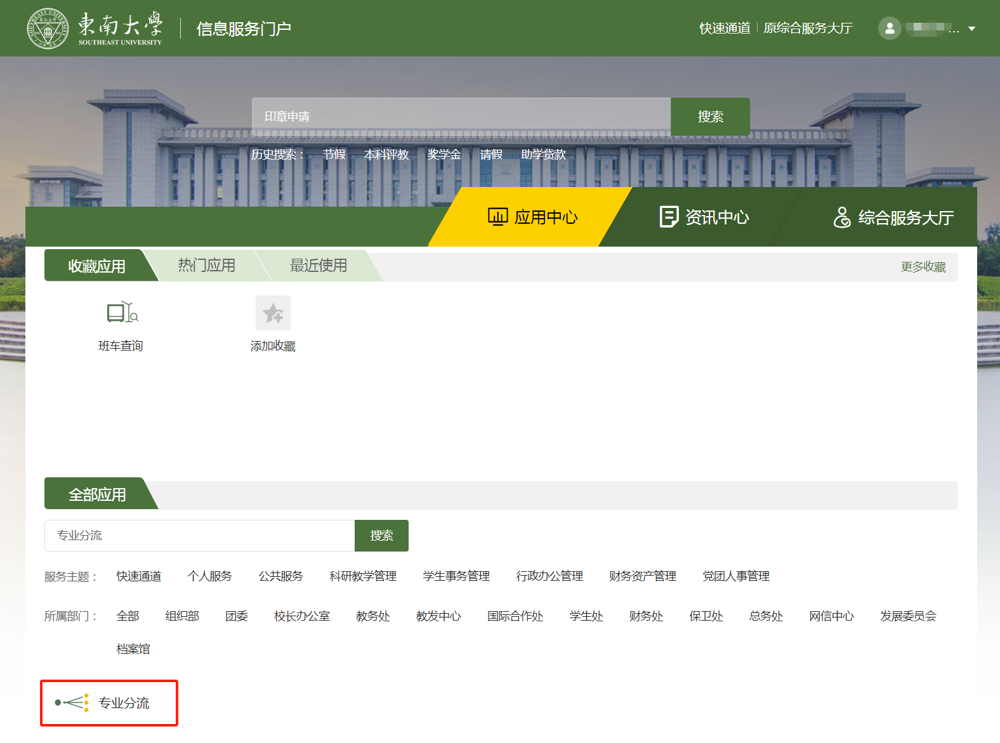 東南大學 信息服务门户 快速通道 原综合服务大厅 ...
SOUTHEAST UNIVERSITY
印章申请 搜索
历史搜索： 节假 本科评教 奖学金 请假 助学贷款
应用中心 资讯中心 综合服务大厅
收藏应用 热门应用 最近使用 更多收藏
班车查询 添加收藏
全部应用
专业分流 搜索
服务主题： 快速通道 个人服务 公共服务 科研教学管理 学生事务管理 行政办公管理 财务资产管理 党团人事管理
所属部门： 全部 组织部 团委 校长办公室 教务处 教发中心 国际合作处 学生处 财务处 保卫处 总务处 网信中心 发展委员会
档案馆
专业分流